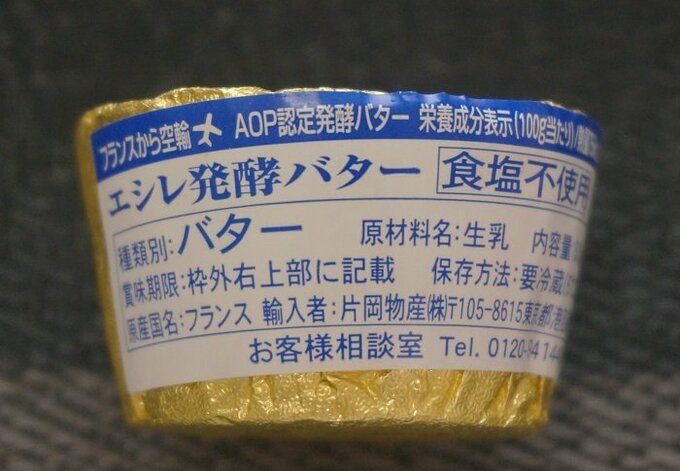 フランスから空輸 AOP認定発酵バター 栄養成分表示(100g当たり)/
エシレ発酵バター 食塩不使用
種類別:バター 原材料名:生乳 内容量
賞味期限:枠外右上部に記載 保存方法:要冷蔵
原産国名:フランス 輸入者:片岡物産㈱〒105-8615東京都
お客様相談室 Tel. 0120-941